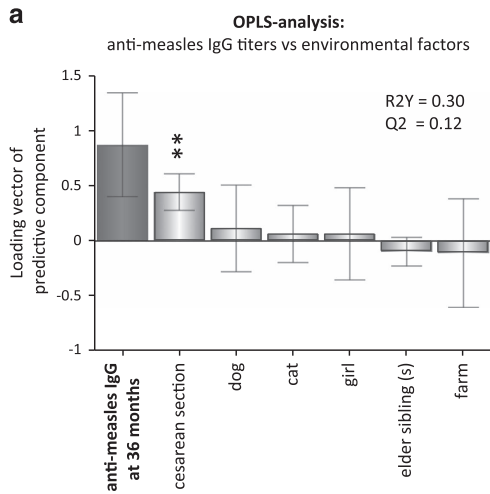 a
OPLS-analysis:
anti-measles IgG titers vs environmental factors
R2Y = 0.30
Q2 = 0.12
Loading vector of
predictive component
1.5
1
0.5
0
-0.5
-1
**
anti-measles IgG
at 36 months
cesarean section
dog
cat
girl
elder sibling (s)
farm